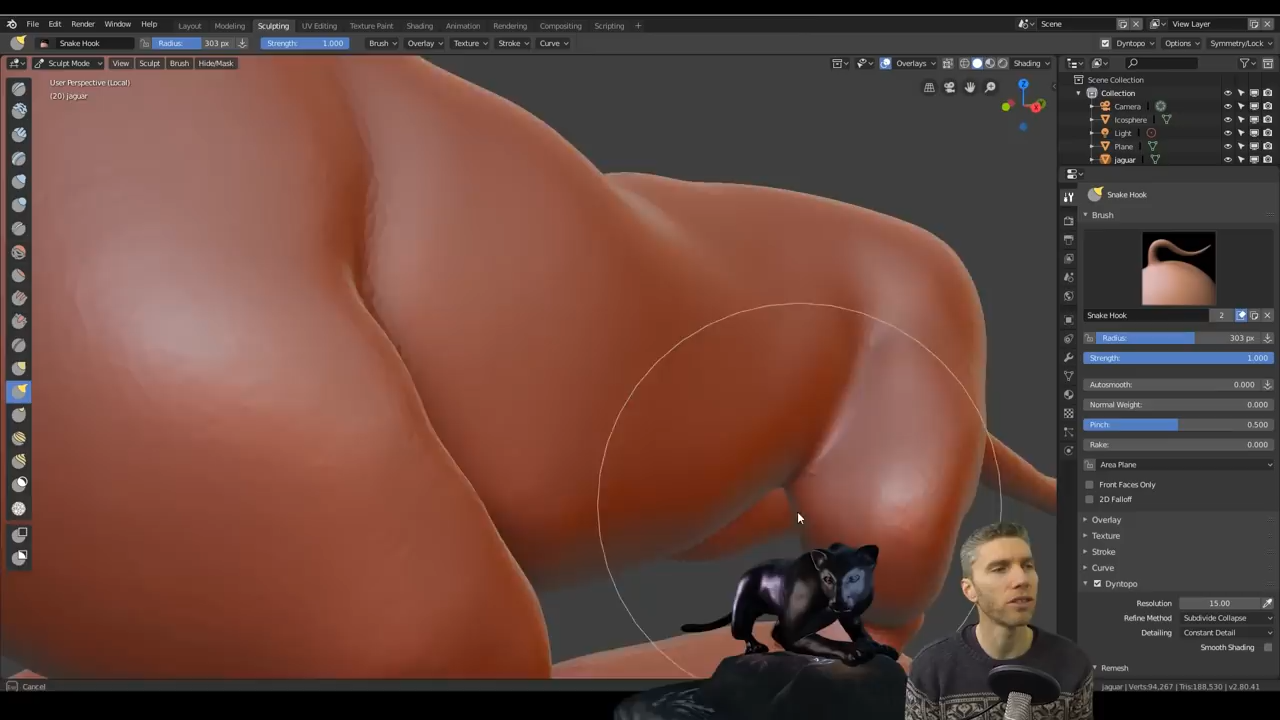 File Edit Render Window Help Layout Modeling Sculpting UV Editing Texture Paint Shading Animation Rendering Compositing Scripting + Scene View Layer
Snake Hook Radius: 303 px Strength: 1.000 Brush Overlay Texture Stroke Curve Dyntopo Options Symmetry/Lock
Sculpt Mode View Sculpt Brush Hide/Mask Overlays Shading
User Perspective (Local)
(20) jaguar
Z
Scene Collection
Collection
Camera
Icosphere
Light
Plane
jaguar
Snake Hook
Brush
Snake Hook 2
Radius: 303 px
Strength: 1.000
Autosmooth: 0.000
Normal Weight: 0.000
Pinch: 0.500
Rake: 0.000
Area Plane
Front Faces Only
2D Falloff
Overlay
Texture
Stroke
Curve
Dyntopo
Resolution 15.00
Refine Method Subdivide Collapse
Detailing Constant Detail
Smooth Shading
Remesh
Cancel
jaguar | Verts:94,267 | Tris:188,530 | v2.80.41